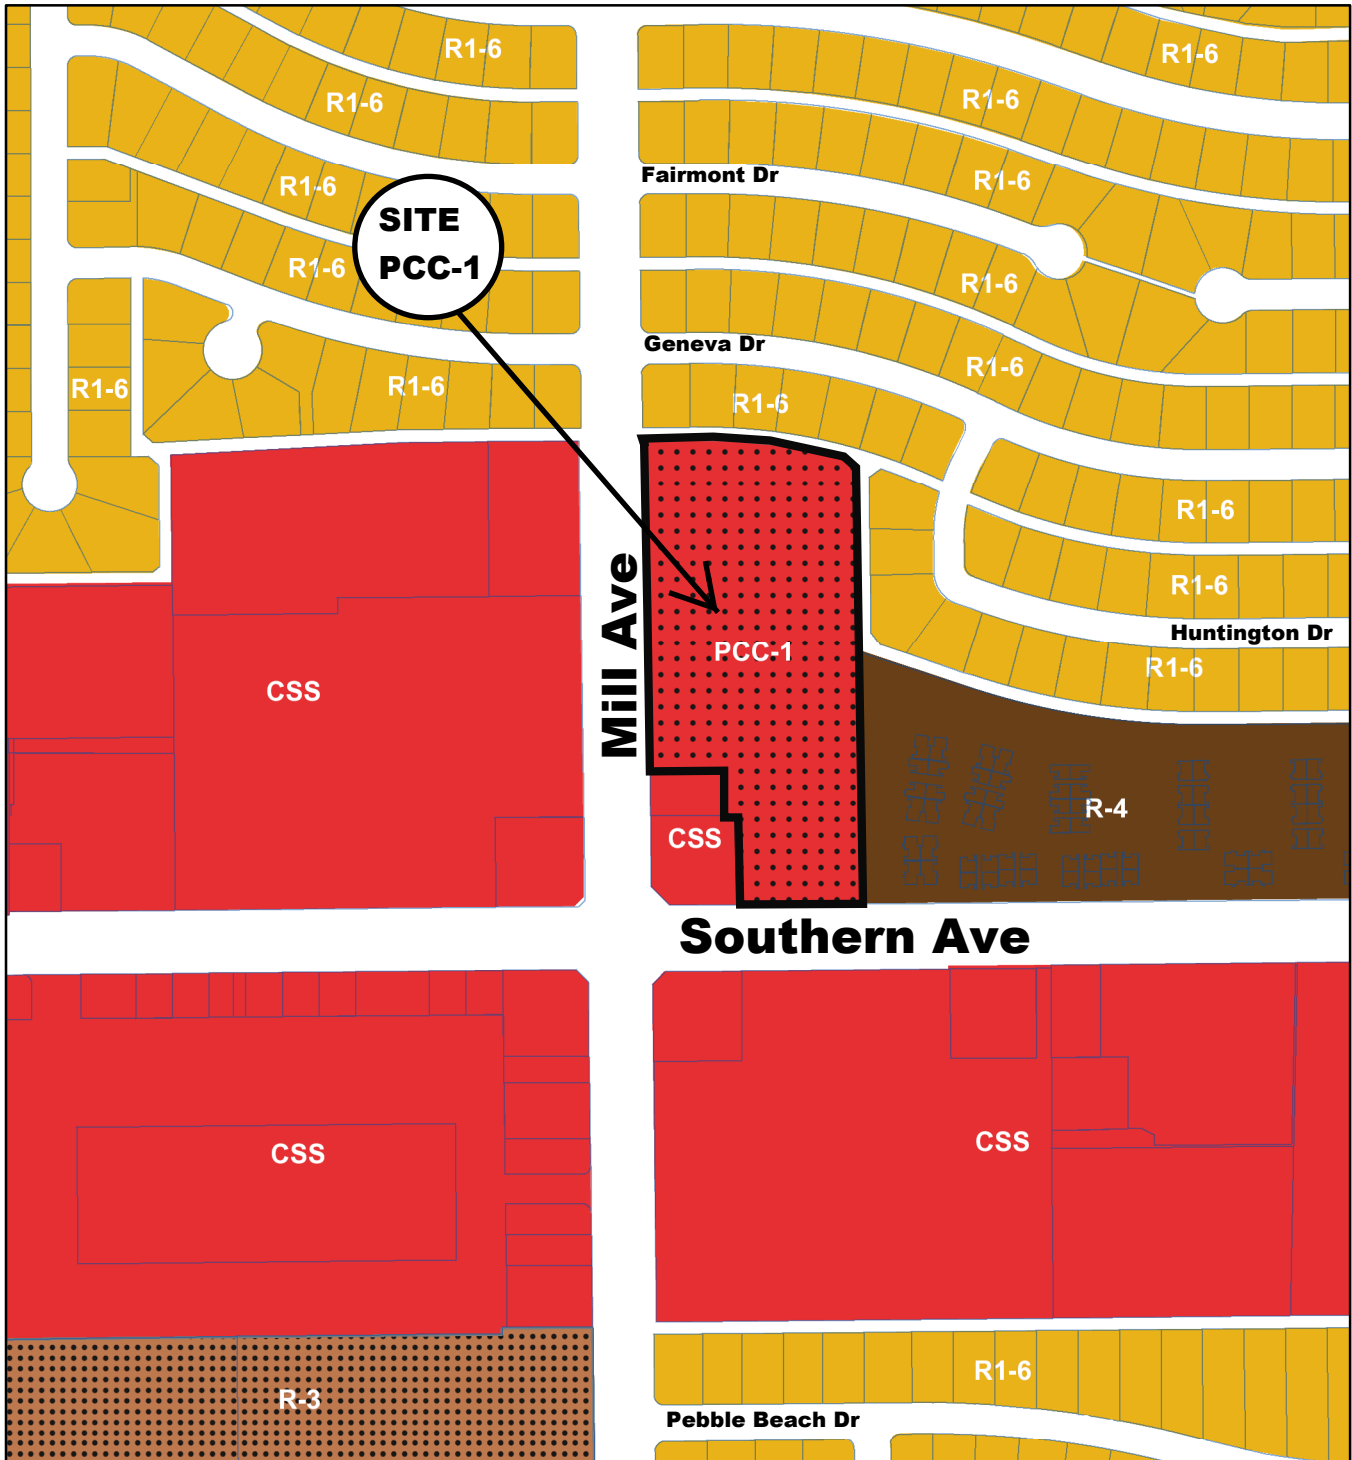 R1-6
R1-6
R1-6
R1-6
Fairmont Dr
R1-6
R1-6
SITE
PCC-1
R1-6
R1-6
Geneva Dr
R1-6
R1-6
R1-6
R1-6
R1-6
Mill Ave
R1-6
Huntington Dr
PCC-1
R1-6
CSS
R-4
CSS
Southern Ave
CSS
CSS
R1-6
R-3
Pebble Beach Dr